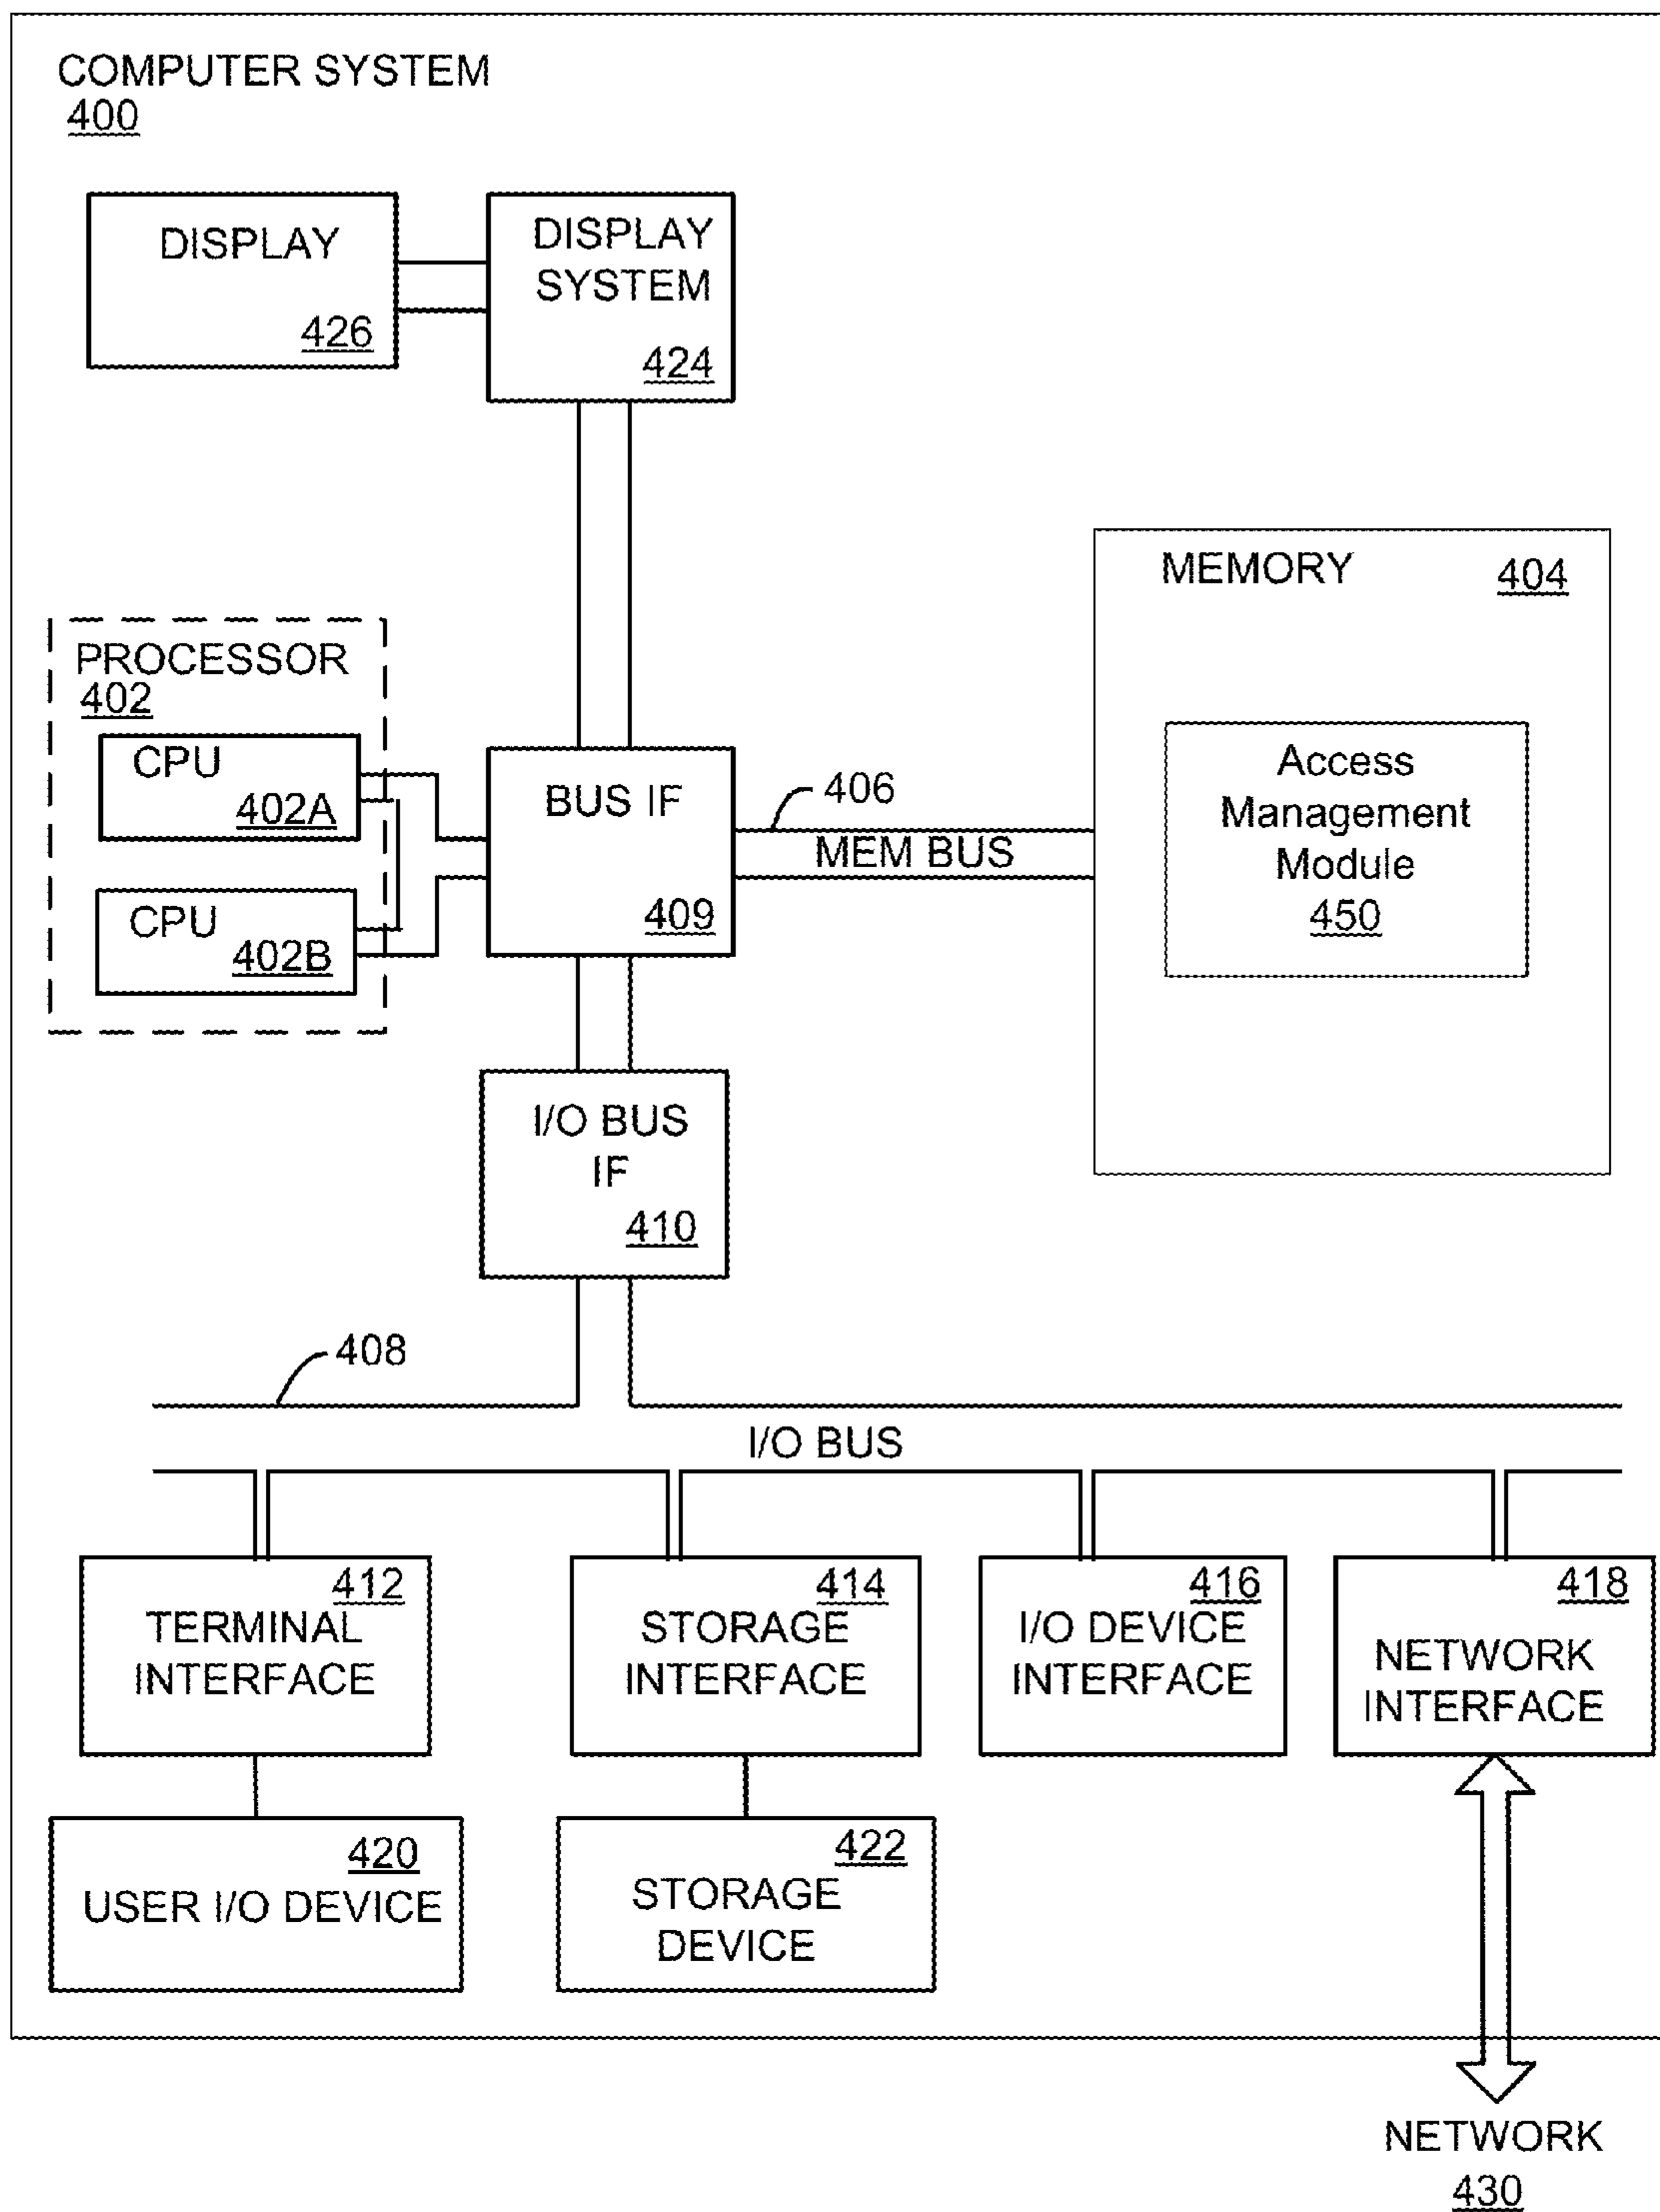 COMPUTER SYSTEM
400
DISPLAY
426
DISPLAY
SYSTEM
424
PROCESSOR
402
CPU
402A
CPU
402B
BUS IF
409
406
MEM BUS
MEMORY
404
Access
Management
Module
450
I/O BUS
IF
410
408
I/O BUS
412
TERMINAL
INTERFACE
414
STORAGE
INTERFACE
416
I/O DEVICE
INTERFACE
418
NETWORK
INTERFACE
420
USER I/O DEVICE
422
STORAGE
DEVICE
NETWORK
430